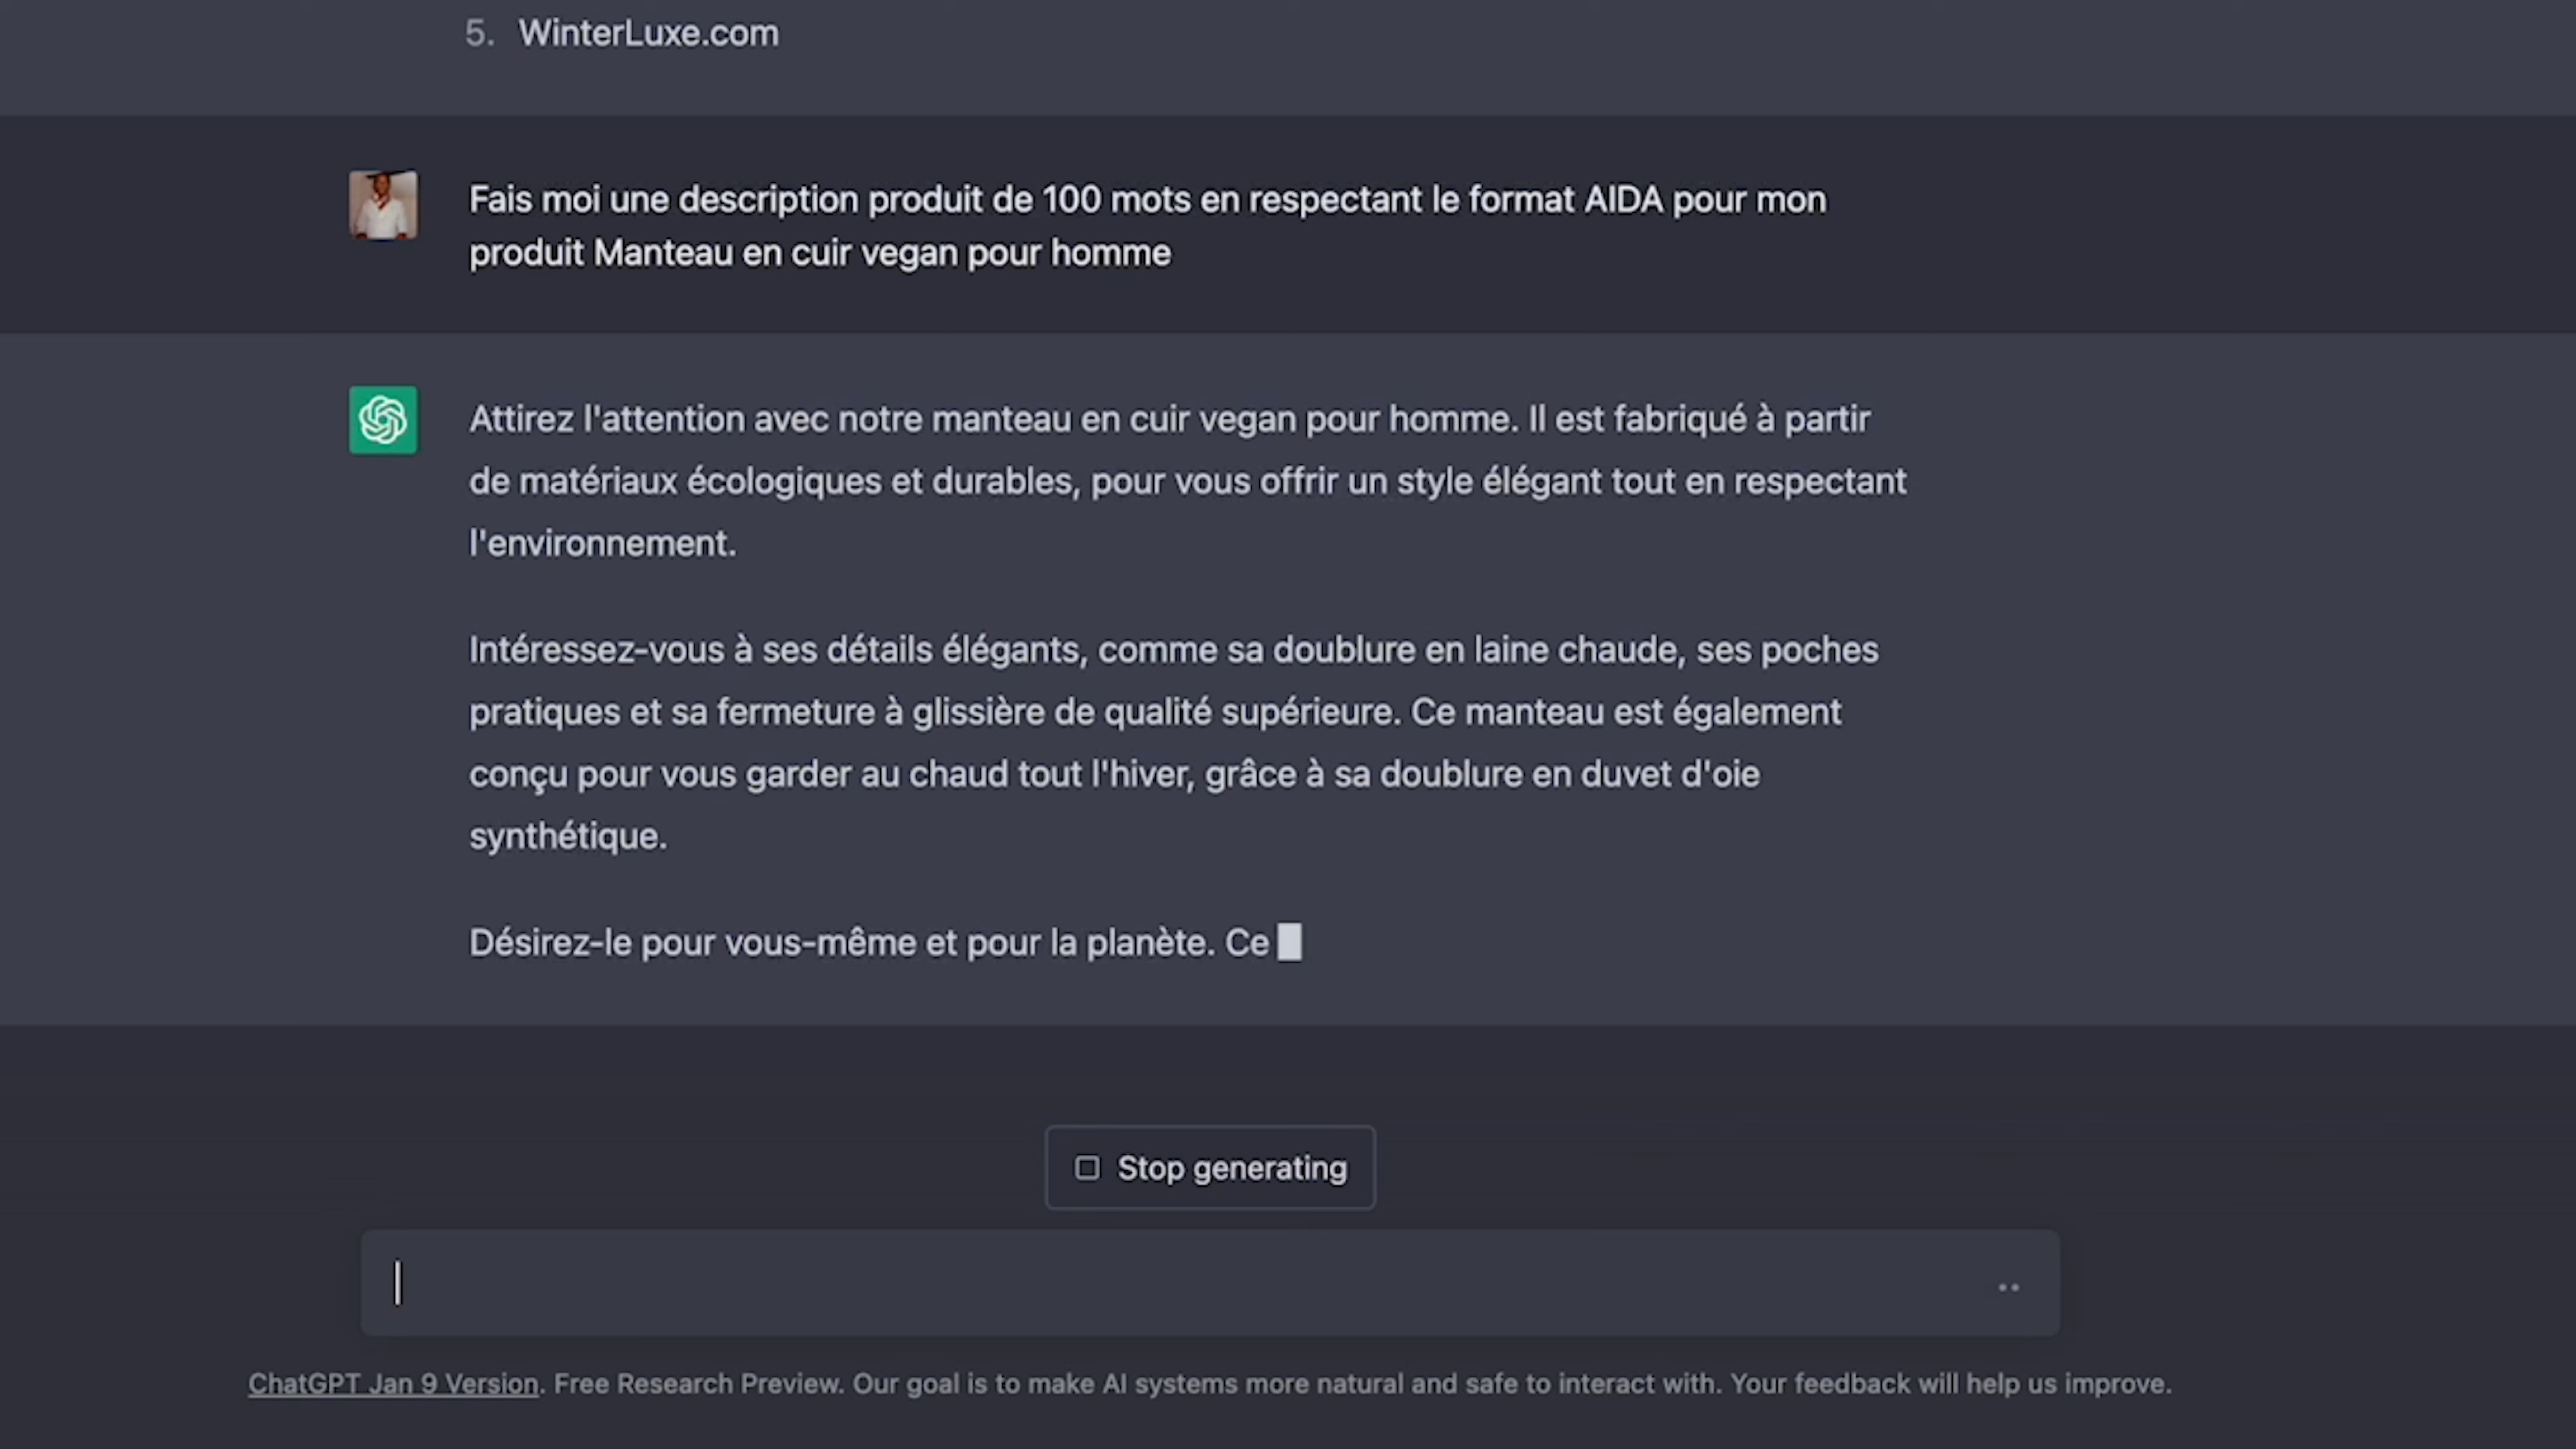 5. WinterLuxe.com
Fais moi une description produit de 100 mots en respectant le format AIDA pour mon
produit Manteau en cuir vegan pour homme
Attirez l'attention avec notre manteau en cuir vegan pour homme. Il est fabriqué à partir
de matériaux écologiques et durables, pour vous offrir un style élégant tout en respectant
l'environnement.
Intéressez-vous à ses détails élégants, comme sa doublure en laine chaude, ses poches
pratiques et sa fermeture à glissière de qualité supérieure. Ce manteau est également
conçu pour vous garder au chaud tout l'hiver, grâce à sa doublure en duvet d'oie
synthétique.
Désirez-le pour vous-même et pour la planète. Ce
Stop generating
ChatGPT Jan 9 Version. Free Research Preview. Our goal is to make AI systems more natural and safe to interact with. Your feedback will help us improve.